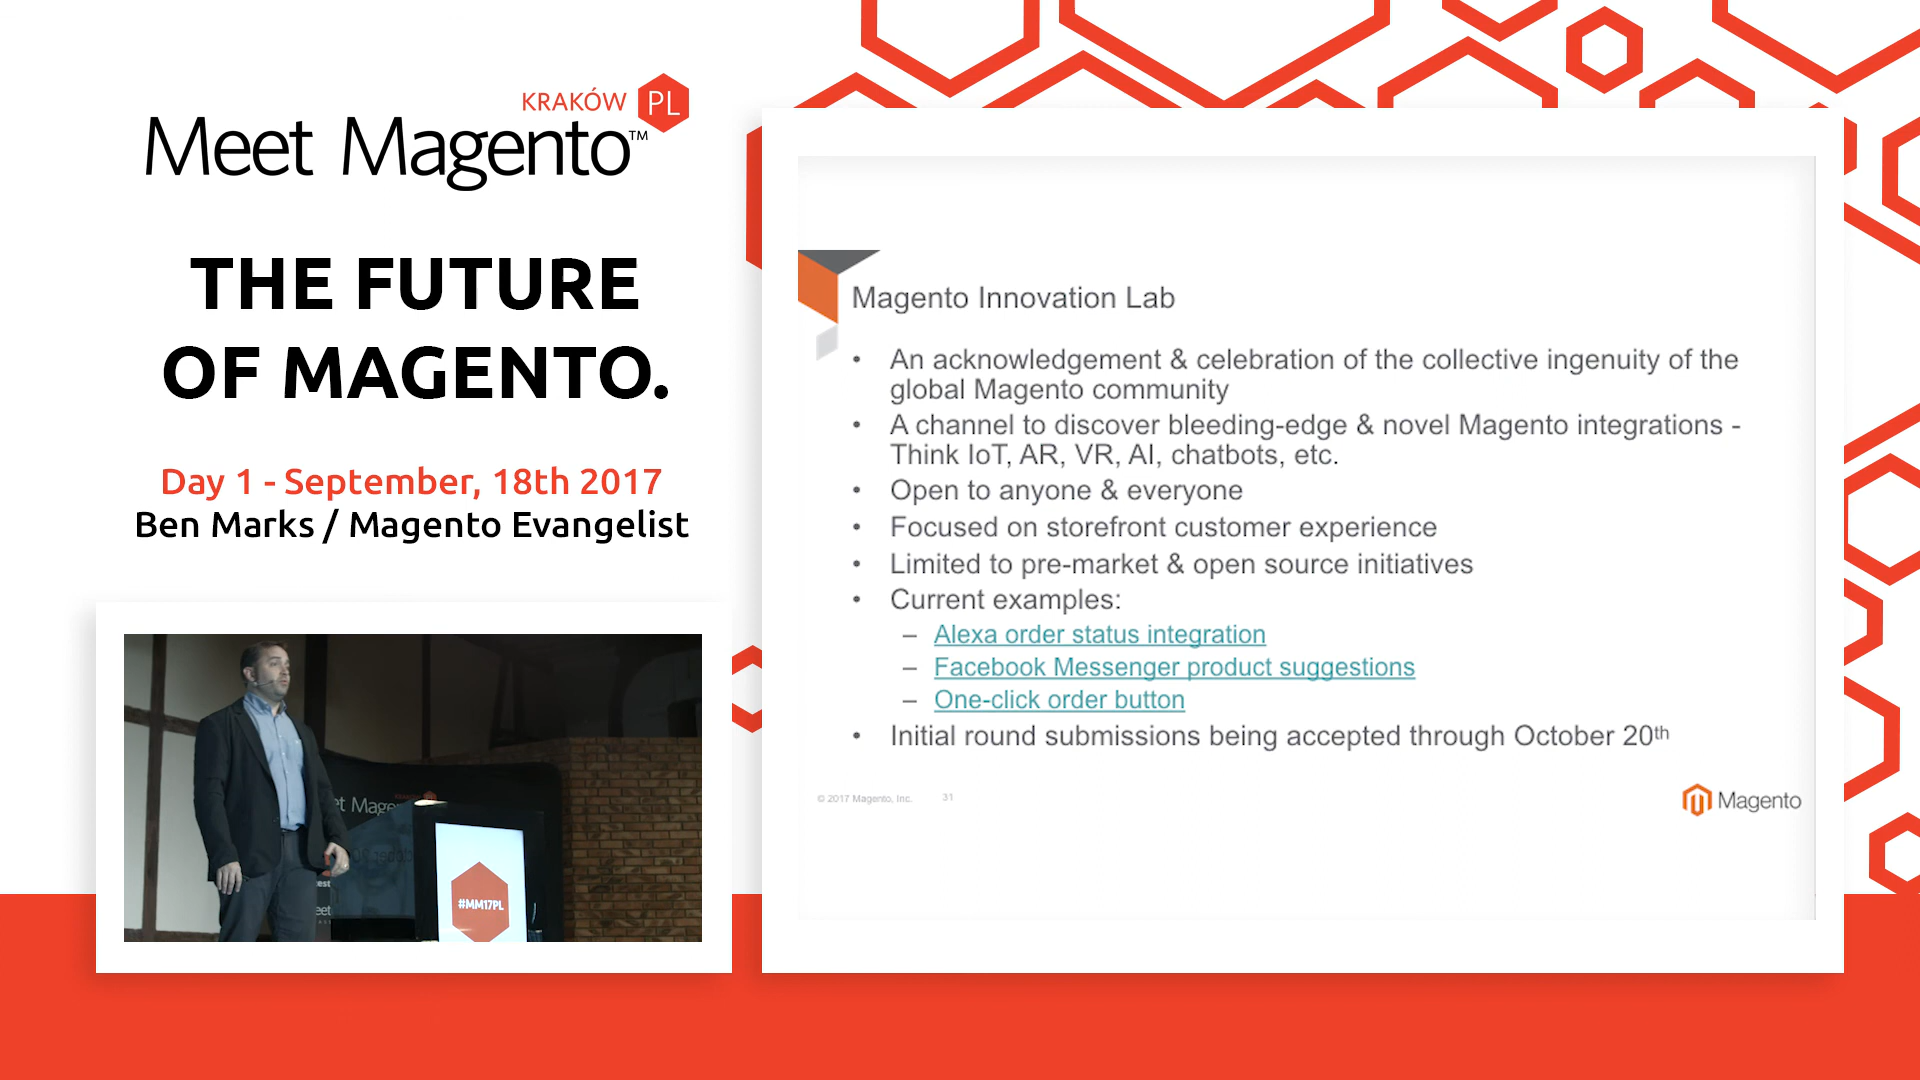 KRAKÓW PL
Meet Magento™
THE FUTURE
OF MAGENTO.
Day 1 - September, 18th 2017
Ben Marks / Magento Evangelist
et Mage
#MM17PL
Magento Innovation Lab
• An acknowledgement & celebration of the collective ingenuity of the
global Magento community
• A channel to discover bleeding-edge & novel Magento integrations -
Think IoT, AR, VR, AI, chatbots, etc.
• Open to anyone & everyone
• Focused on storefront customer experience
• Limited to pre-market & open source initiatives
• Current examples:
– Alexa order status integration
– Facebook Messenger product suggestions
– One-click order button
• Initial round submissions being accepted through October 20th
© 2017 Magento, Inc. 31
Magento